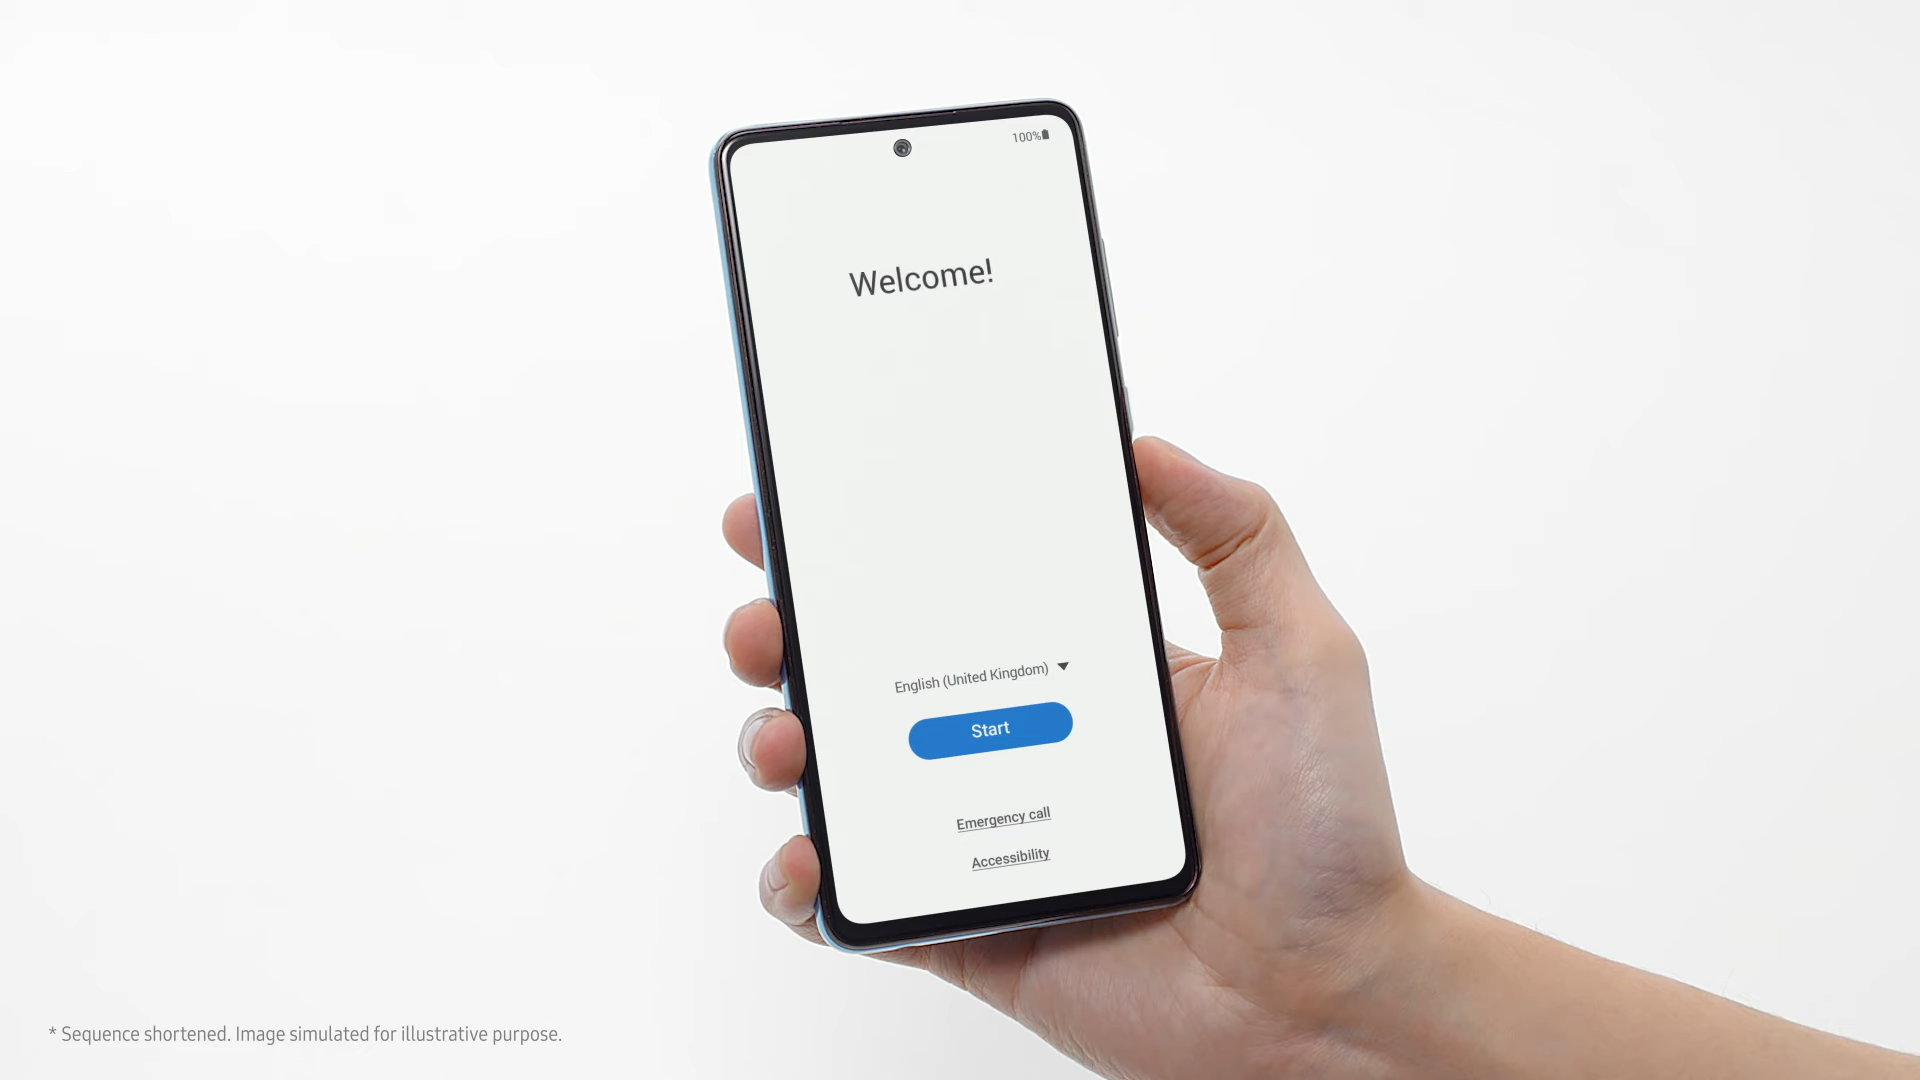 100%
Welcome!
English (United Kingdom)
Start
Emergency call
Accessibility
* Sequence shortened. Image simulated for illustrative purpose.